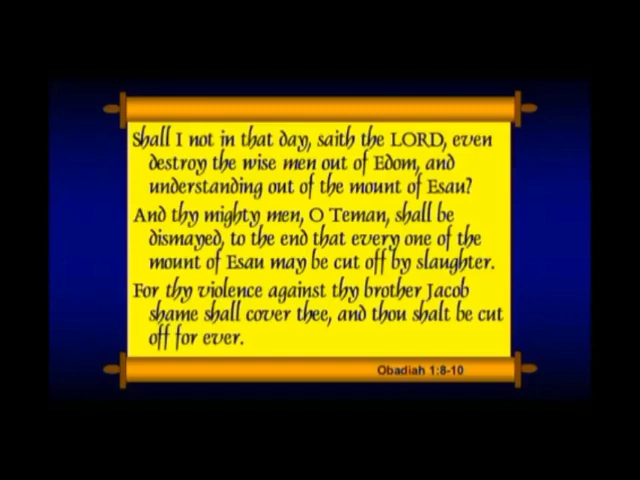 Shall I not in that day, saith the LORD, even
destroy the wise men out of Edom, and
understanding out of the mount of Esau?
And thy mighty men, O Teman, shall be
dismayed, to the end that every one of the
mount of Esau may be cut off by slaughter.
For thy violence against thy brother Jacob
shame shall cover thee, and thou shalt be cut
off for ever.
Obadiah 1:8-10